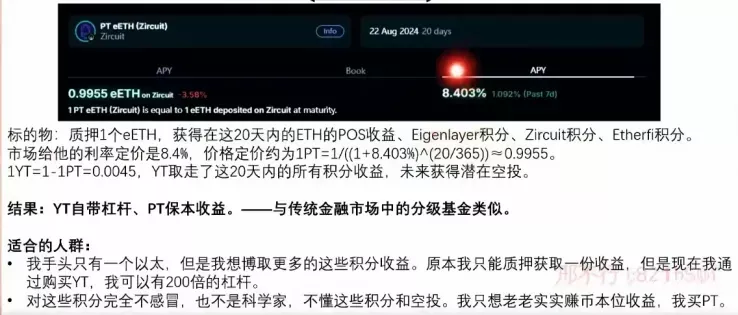 PT eETH (Zircuit)
Zircuit
Info
22 Aug 2024 20 days
APY
Book
APY
0.9955 eETH on Zircuit -3.58%
8.403% 1.092% (Past 7d)
1 PT eETH (Zircuit) is equal to 1 eETH deposited on Zircuit at maturity.
标的物：质押1个eETH，获得在这20天内的ETH的POS收益、Eigenlayer积分、Zircuit积分、Etherfi积分。
市场给他的利率定价是8.4%，价格定价约为1PT=1/((1+8.403%)^(20/365))≈0.9955。
1YT=1-1PT=0.0045，YT取走了这20天内的所有积分收益，未来获得潜在空投。
结果：YT自带杠杆、PT保本收益。——与传统金融市场中的分级基金类似。
适合的人群：
• 我手头只有一个以太，但是我想博取更多的这些积分收益。原本我只能质押获取一份收益，但是现在我通
过购买YT，我可以有200倍的杠杆。
• 对这些积分完全不感冒，也不是科学家，不懂这些积分和空投。我只想老老实实赚币本位收益，我买PT。